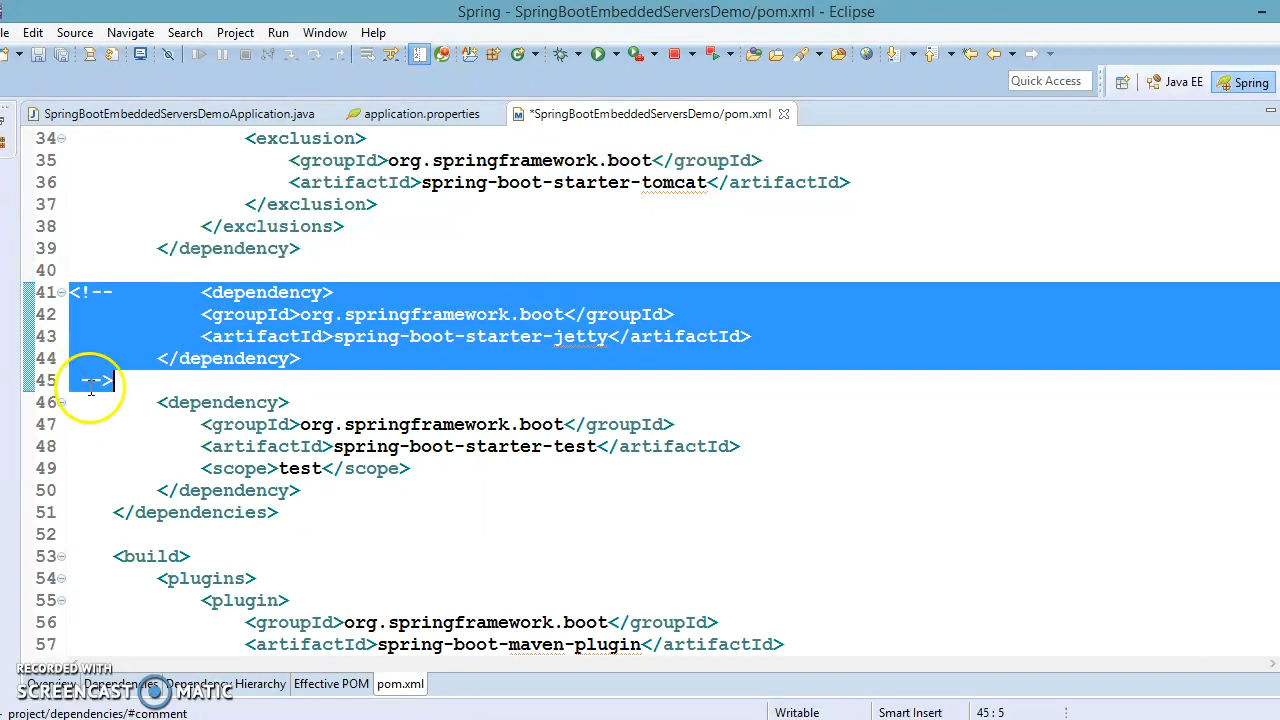 Spring - SpringBootEmbeddedServersDemo/pom.xml - Eclipse
Edit Source Navigate Search Project Run Window Help
Quick Access Java EE Spring
SpringBootEmbeddedServersDemoApplication.java application.properties *SpringBootEmbeddedServersDemo/pom.xml
34 <exclusion>
35 <groupId>org.springframework.boot</groupId>
36 <artifactId>spring-boot-starter-tomcat</artifactId>
37 </exclusion>
38 </exclusions>
39 </dependency>
40
41 <!-- <dependency>
42 <groupId>org.springframework.boot</groupId>
43 <artifactId>spring-boot-starter-jetty</artifactId>
44 </dependency>
45 -->
46 <dependency>
47 <groupId>org.springframework.boot</groupId>
48 <artifactId>spring-boot-starter-test</artifactId>
49 <scope>test</scope>
50 </dependency>
51 </dependencies>
52
53 <build>
54 <plugins>
55 <plugin>
56 <groupId>org.springframework.boot</groupId>
57 <artifactId>spring-boot-maven-plugin</artifactId>
RECORDED WITH
SCREENCAST MATIC
Overview Dependencies Dependency Hierarchy Effective POM pom.xml
project/dependencies/#comment Writable Smart Insert 45 : 5